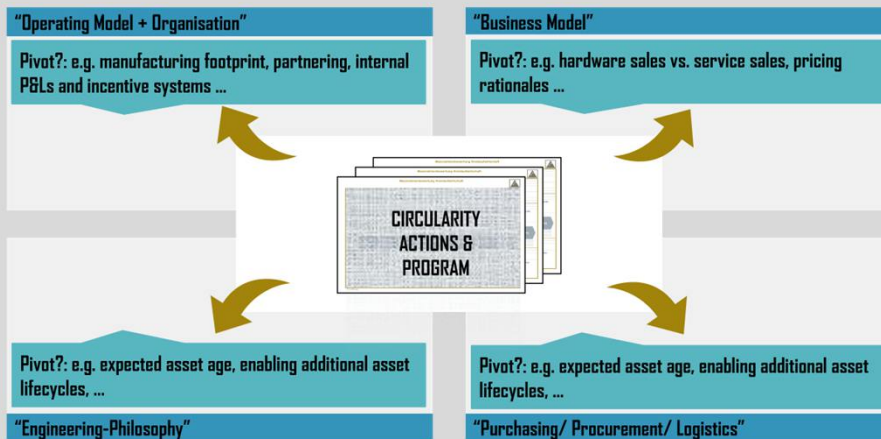 "Operating Model + Organisation"
Pivot?: e.g. manufacturing footprint, partnering, internal
P&Ls and incentive systems ...
"Business Model"
Pivot?: e.g. hardware sales vs. service sales, pricing
rationales ...
CIRCULARITY
ACTIONS &
PROGRAM
Pivot?: e.g. expected asset age, enabling additional asset
lifecycles, ...
"Engineering-Philosophy"
Pivot?: e.g. expected asset age, enabling additional asset
lifecycles, ...
"Purchasing/ Procurement/ Logistics"